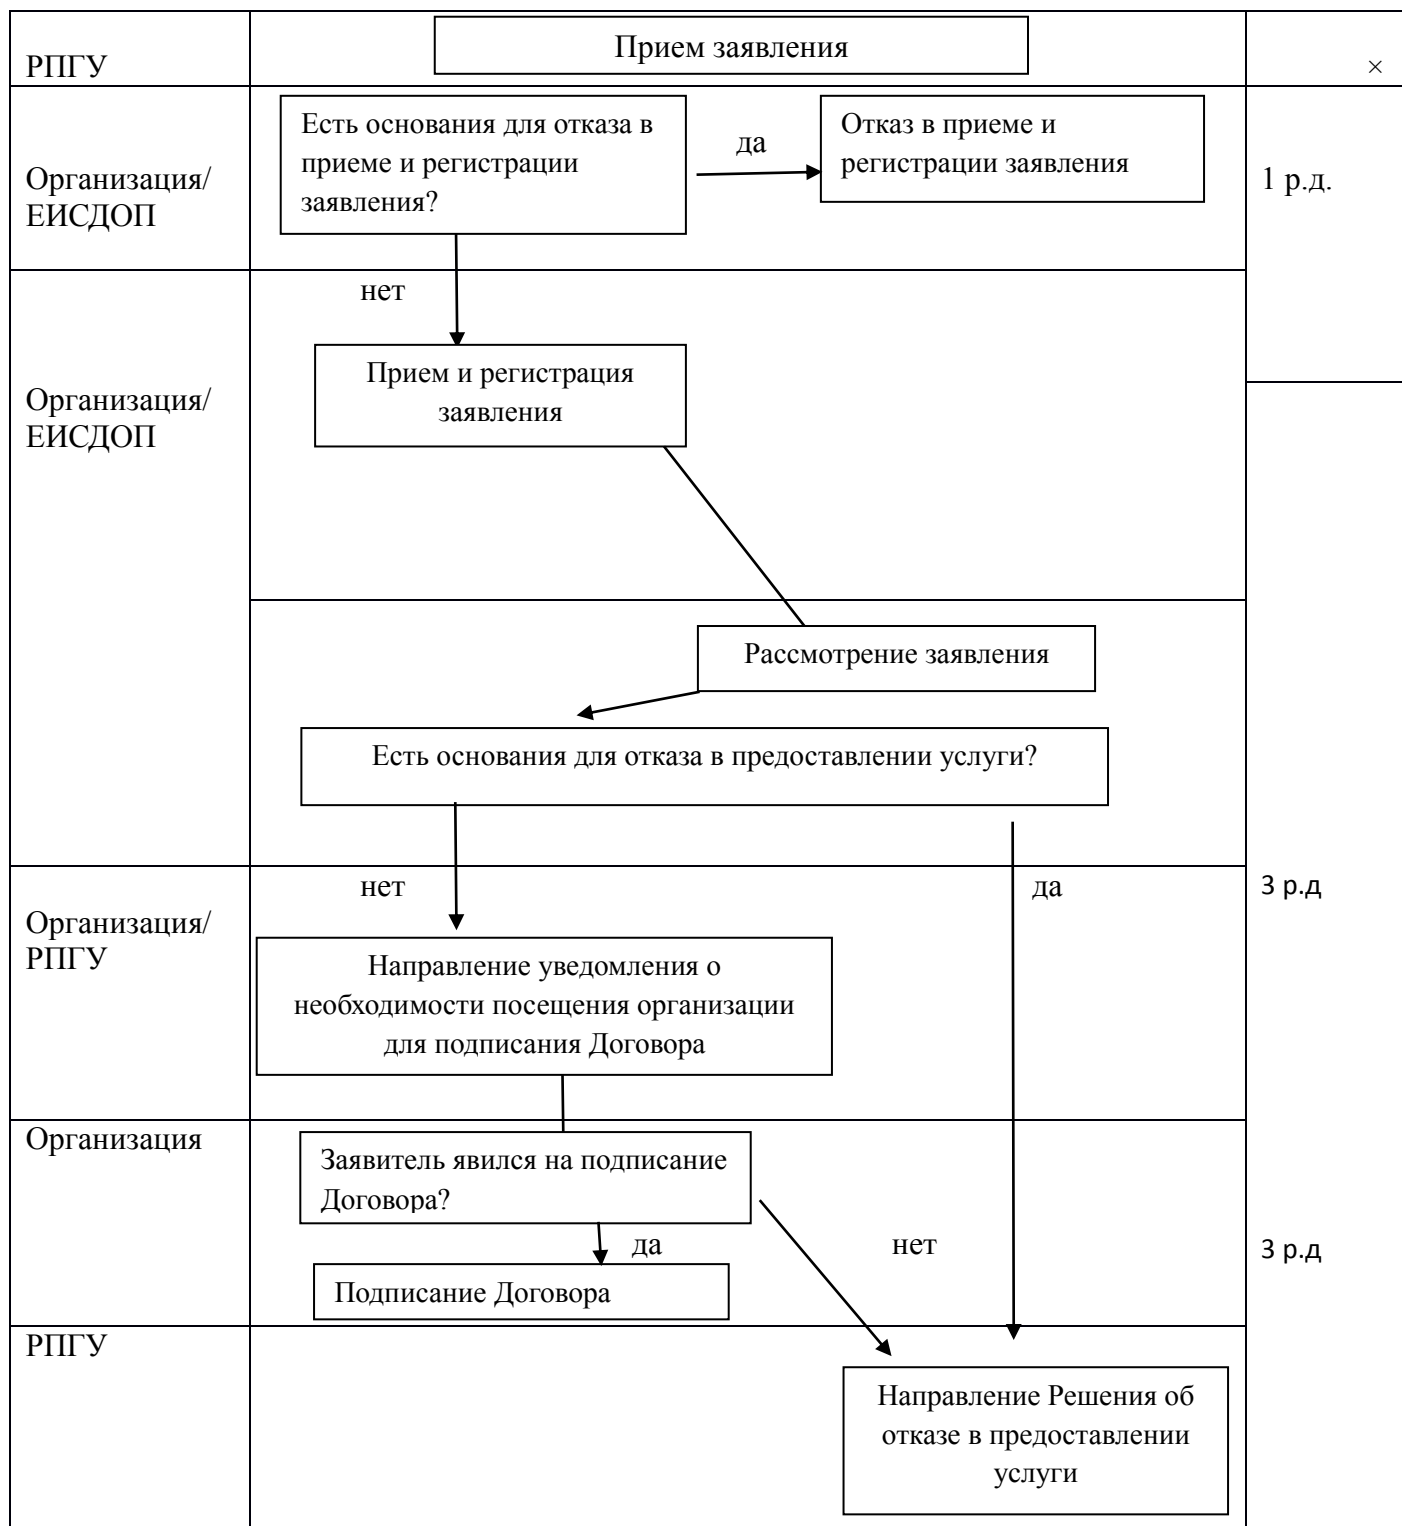 Прием заявления
РПГУ
×
Есть основания для отказа в
приеме и регистрации
заявления?
да
Отказ в приеме и
регистрации заявления
Организация/
ЕИСДОП
1 р.д.
нет
Прием и регистрация
заявления
Организация/
ЕИСДОП
Рассмотрение заявления
Есть основания для отказа в предоставлении услуги?
нет
да
3 р.д
Организация/
РПГУ
Направление уведомления о
необходимости посещения организации
для подписания Договора
Организация
Заявитель явился на подписание
Договора?
да
нет
3 р.д
Подписание Договора
РПГУ
Направление Решения об
отказе в предоставлении
услуги